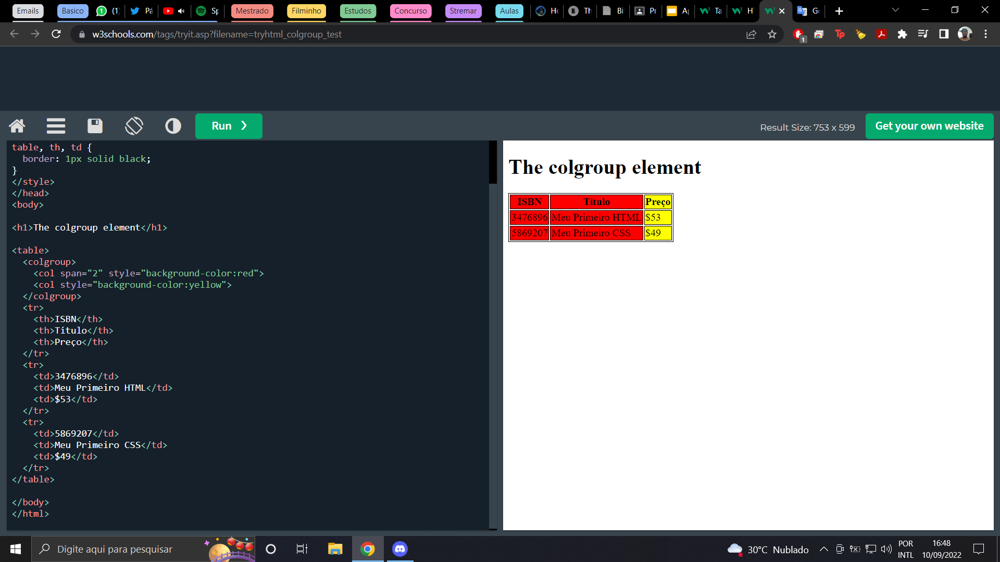 Emails
Basico
(1)
Pá
Sp
Mestrado
Filminho
Estudos
Concurso
Stremar
Aulas
Th
Bi
Pr
Ta
w3schools.com/tags/tryit.asp?filename=tryhtml_colgroup_test
Tp
1
Run ❯
Result Size: 753 x 599
Get your own website
table, th, td {
  border: 1px solid black;
}
</style>
</head>
<body>
<h1>The colgroup element</h1>
<table>
  <colgroup>
    <col span="2" style="background-color:red">
    <col style="background-color:yellow">
  </colgroup>
  <tr>
    <th>ISBN</th>
    <th>Titulo</th>
    <th>Preço</th>
  </tr>
  <tr>
    <td>3476896</td>
    <td>Meu Primeiro HTML</td>
    <td>$53</td>
  </tr>
  <tr>
    <td>5869207</td>
    <td>Meu Primeiro CSS</td>
    <td>$49</td>
  </tr>
</table>
</body>
</html>
The colgroup element
ISBN Titulo Preço
3476896 Meu Primeiro HTML $53
5869207 Meu Primeiro CSS $49
Digite aqui para pesquisar
30°C Nublado
POR
INTL
16:48
10/09/2022